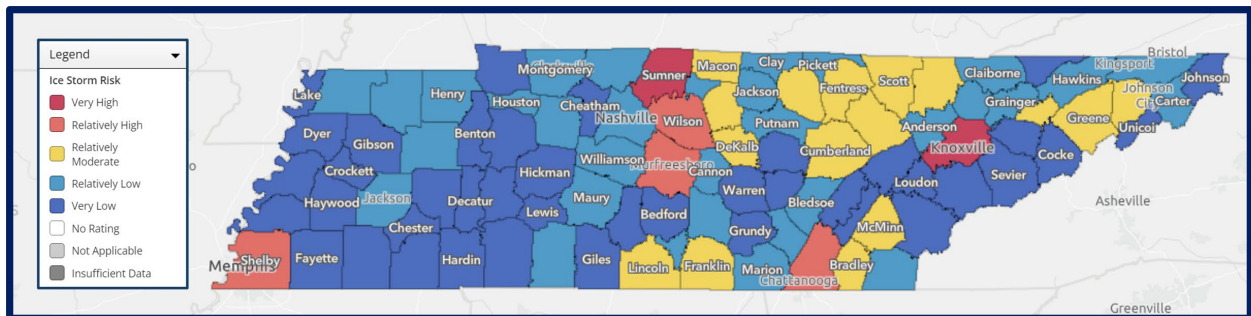 Legend
Ice Storm Risk
Very High
Relatively High
Relatively
Moderate
Relatively Low
Very Low
No Rating
Not Applicable
Insufficient Data
Bristol
Montgomery
Sumner
Macon
Clay
Pickett
Scott
Claiborne
Kingsport
Hawkins
Johnson
Lake
Henry
Houston
Cheatham
Jackson
Fentress
Grainger
Johnson
City
Carter
Nashville
Wilson
Putnam
Anderson
Greene
Unicoi
Dyer
Gibson
Benton
DeKalb
Cumberland
Knoxville
Crockett
Williamson
Murfreesboro
Cannon
Cocke
Hickman
Loudon
Sevier
Haywood
Jackson
Decatur
Maury
Warren
Bledsoe
Asheville
Chester
Lewis
Bedford
Grundy
McMinn
Memphis
Shelby
Fayette
Hardin
Giles
Lincoln
Franklin
Marion
Bradley
Chattanooga
Greenville